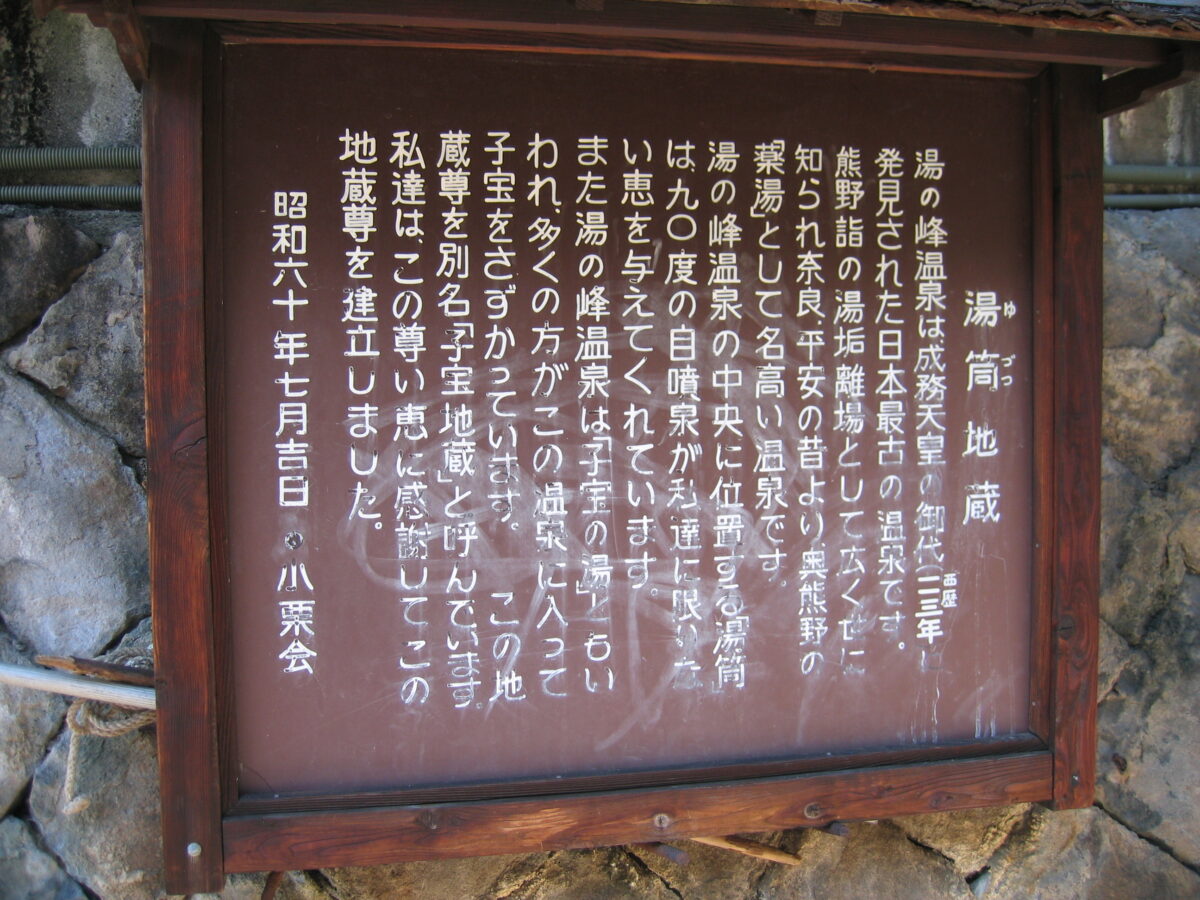 湯筒地蔵
ゆづつ
湯の峰温泉は、成務天皇の御代(一二三年に
西歴
発見された日本最古の温泉です。
熊野詣の湯垢離場として広く世に
知られ奈良、平安の昔より奥熊野の
「薬湯」として名高い温泉です。
湯の峰温泉の中央に位置する「湯筒」
は、九〇度の自噴泉が私達に限りな
い恵を与えてくれています。
また湯の峰温泉は「子宝の湯」ともい
われ、多くの方がこの温泉に入って
子宝をさずかっています。 この地
蔵尊を別名「子宝地蔵」と呼んでいます。
私達は、この尊い恵に感謝してこの
地蔵尊を建立しました。
昭和六十年七月吉日 小栗会